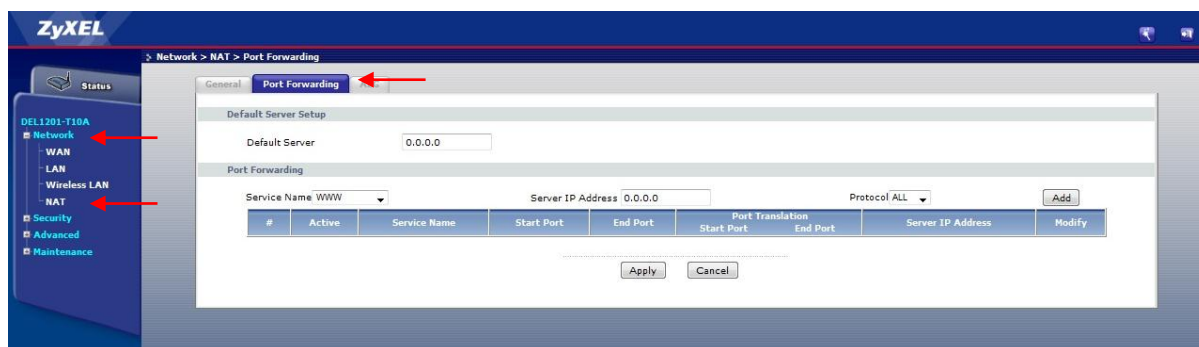 ZyXEL
Network > NAT > Port Forwarding
Status
DEL1201-T10A
Network
WAN
LAN
Wireless LAN
NAT
Security
Advanced
Maintenance
General Port Forwarding
Default Server Setup
Default Server 0.0.0.0
Port Forwarding
Service Name WWW Server IP Address 0.0.0.0 Protocol ALL Add
# Active Service Name Start Port End Port Port Translation Start Port End Port Server IP Address Modify
Apply Cancel